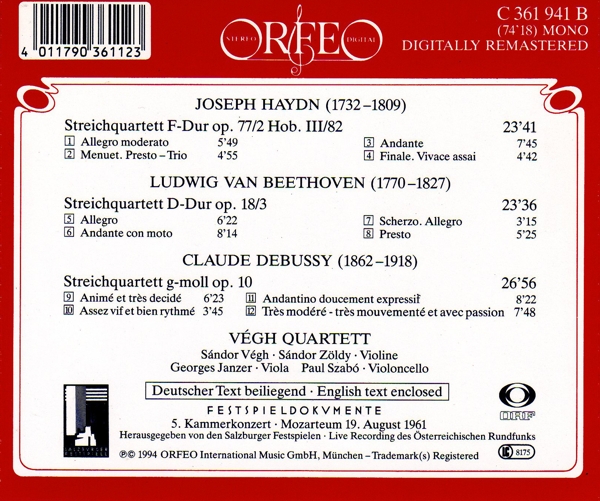 C 361 941 B
(74'18) MONO
DIGITALLY REMASTERED
ORFEO
STEREO DIGITAL
4 011790 361123
JOSEPH HAYDN (1732–1809)
Streichquartett F-Dur op. 77/2 Hob. III/82 23'41
1 Allegro moderato 5'49 3 Andante 7'45
2 Menuet. Presto – Trio 4'55 4 Finale. Vivace assai 4'42
LUDWIG VAN BEETHOVEN (1770–1827)
Streichquartett D-Dur op. 18/3 23'36
5 Allegro 6'22 7 Scherzo. Allegro 3'15
6 Andante con moto 8'14 8 Presto 5'25
CLAUDE DEBUSSY (1862–1918)
Streichquartett g-moll op. 10 26'56
9 Animé et très decidé 6'23 11 Andantino doucement expressif 8'22
10 Assez vif et bien rythmé 3'45 12 Très modéré - très mouvementé et avec passion 7'48
VÉGH QUARTETT
Sándor Végh · Sándor Zöldy · Violine
Georges Janzer · Viola Paul Szabó · Violoncello
Deutscher Text beiliegend · English text enclosed
FESTSPIELDOKVMENTE
5. Kammerkonzert · Mozarteum 19. August 1961
Herausgegeben von den Salzburger Festspielen · Live Recording des Österreichischen Rundfunks
℗© 1994 ORFEO International Music GmbH, München – Trademark(s) Registered
SALZBURGER
FESTSPIELE
ORF
LC 8175